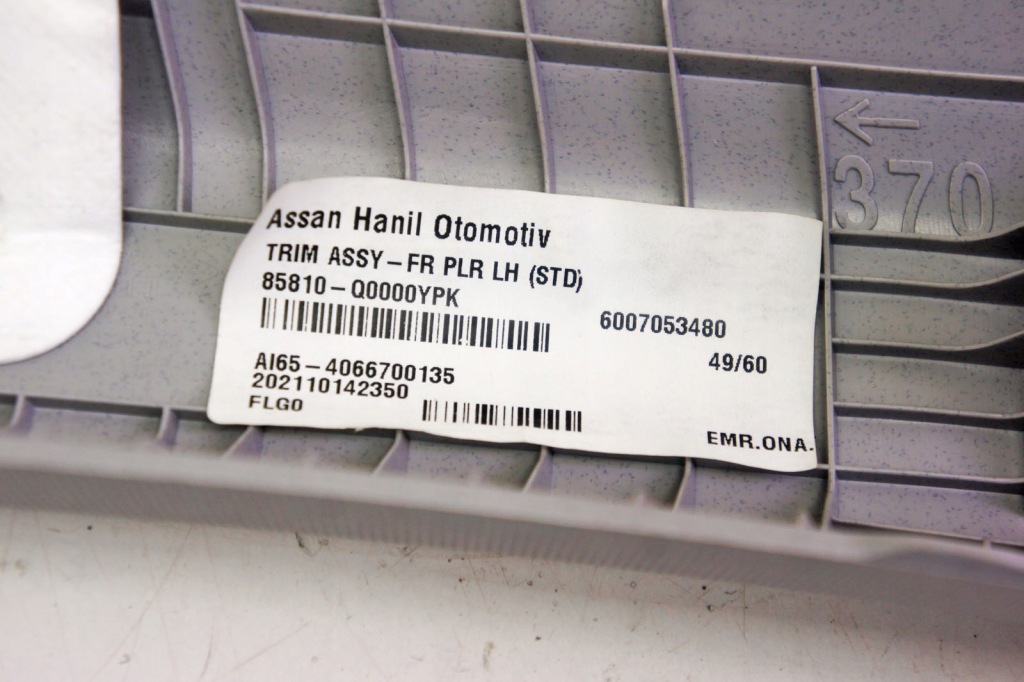 Assan Hanil Otomotiv
TRIM ASSY-FR PLR LH (STD)
85810-Q0000YPK
6007053480
49/60
AI65-4066700135
202110142350
FLG0
EMR.ONA.
← 370